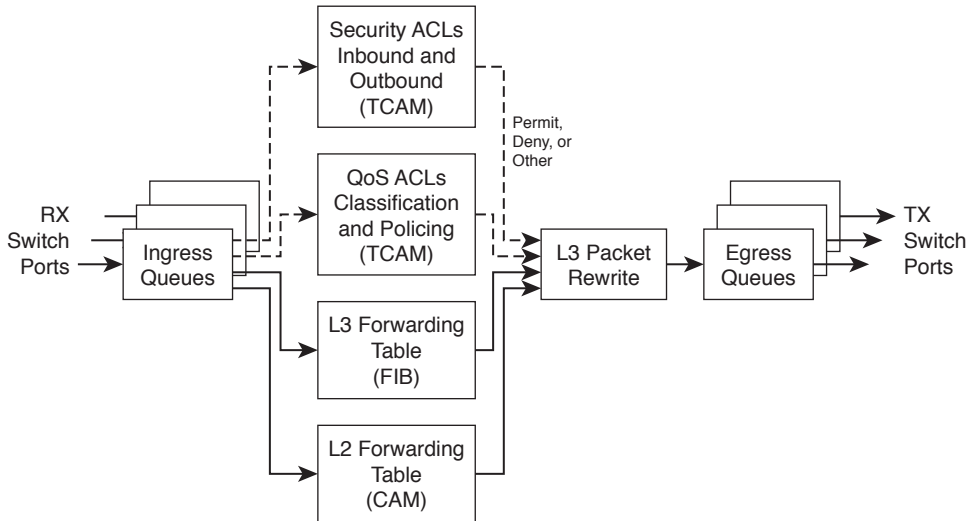 Security ACLs
Inbound and
Outbound
(TCAM)
Permit,
Deny, or
Other
QoS ACLs
Classification
and Policing
(TCAM)
RX
Switch
Ports
Ingress
Queues
L3 Packet
Rewrite
Egress
Queues
TX
Switch
Ports
L3 Forwarding
Table
(FIB)
L2 Forwarding
Table
(CAM)